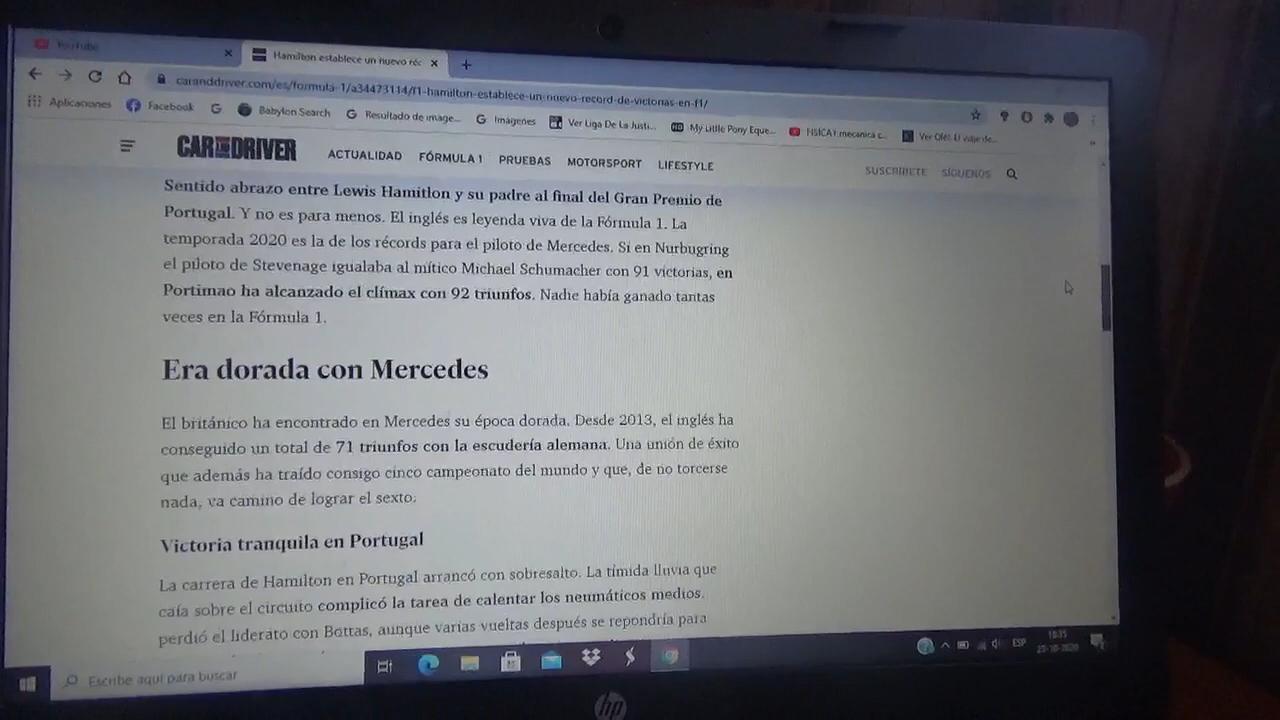 YouTube
Hamilton establece un nuevo réc
caranddriver.com/es/formula-1/a34473114/f1-hamilton-establece-un-nuevo-record-de-victorias-en-f1/
Aplicaciones Facebook Babylon Search Resultado de image... Imágenes Ver Liga De La Justi... My Little Pony Eque... FISICA1 mecanica c... Ver Olé! El viaje de...
CAR DRIVER ACTUALIDAD FÓRMULA 1 PRUEBAS MOTORSPORT LIFESTYLE SUSCRÍBETE SÍGUENOS
Sentido abrazo entre Lewis Hamitlon y su padre al final del Gran Premio de
Portugal. Y no es para menos. El inglés es leyenda viva de la Fórmula 1. La
temporada 2020 es la de los récords para el piloto de Mercedes. Si en Nurbugring
el piloto de Stevenage igualaba al mítico Michael Schumacher con 91 victorias, en
Portimao ha alcanzado el clímax con 92 triunfos. Nadie había ganado tantas
veces en la Fórmula 1.
Era dorada con Mercedes
El británico ha encontrado en Mercedes su época dorada. Desde 2013, el inglés ha
conseguido un total de 71 triunfos con la escudería alemana. Una unión de éxito
que además ha traído consigo cinco campeonato del mundo y que, de no torcerse
nada, va camino de lograr el sexto.
Victoria tranquila en Portugal
La carrera de Hamilton en Portugal arrancó con sobresalto. La tímida lluvia que
caía sobre el circuito complicó la tarea de calentar los neumáticos medios.
perdió el liderato con Bottas, aunque varias vueltas después se repondría para
Escribe aquí para buscar
ESP
25-10-2020
hp